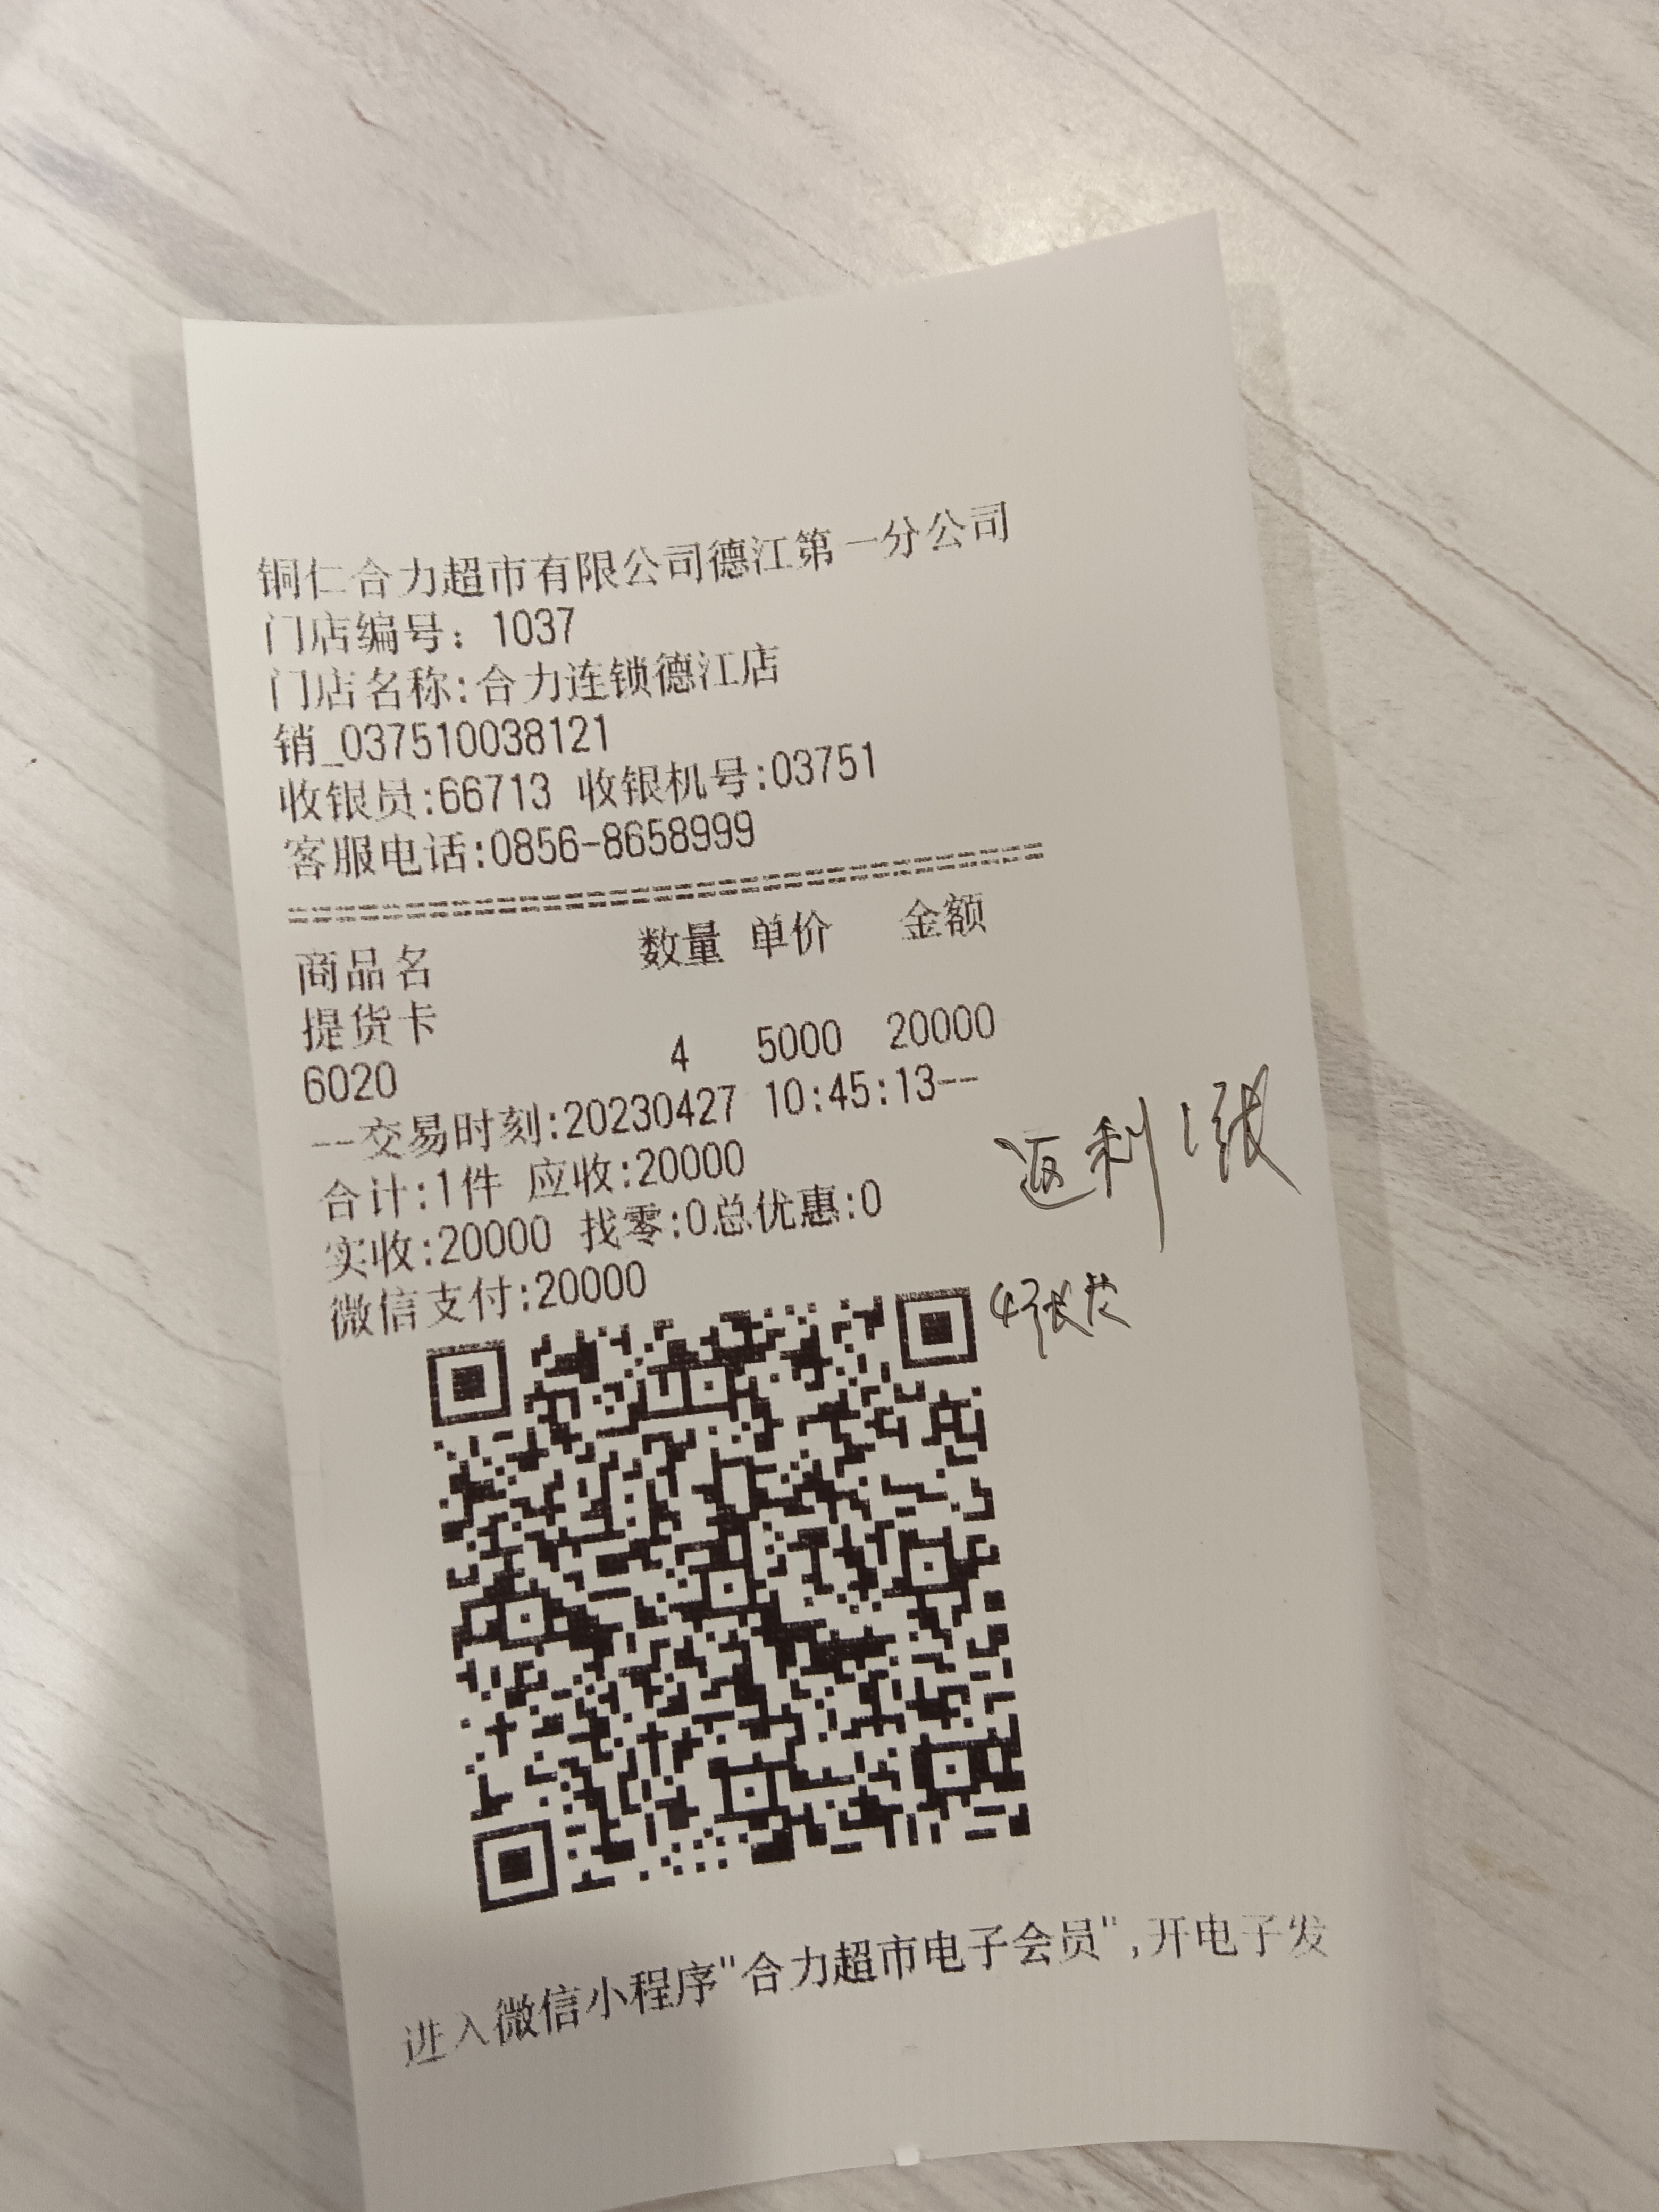 铜仁合力超市有限公司德江第一分公司
门店编号：1037
门店名称:合力连锁德江店
销_037510038121
收银员:66713 收银机号:03751
客服电话:0856-8658999
================================
商品名 数量 单价 金额
提货卡
6020 4 5000 20000
--交易时刻:20230427 10:45:13--
合计:1件 应收:20000
实收:20000 找零:0总优惠:0
微信支付:20000
返利1张
4张
进入微信小程序"合力超市电子会员",开电子发